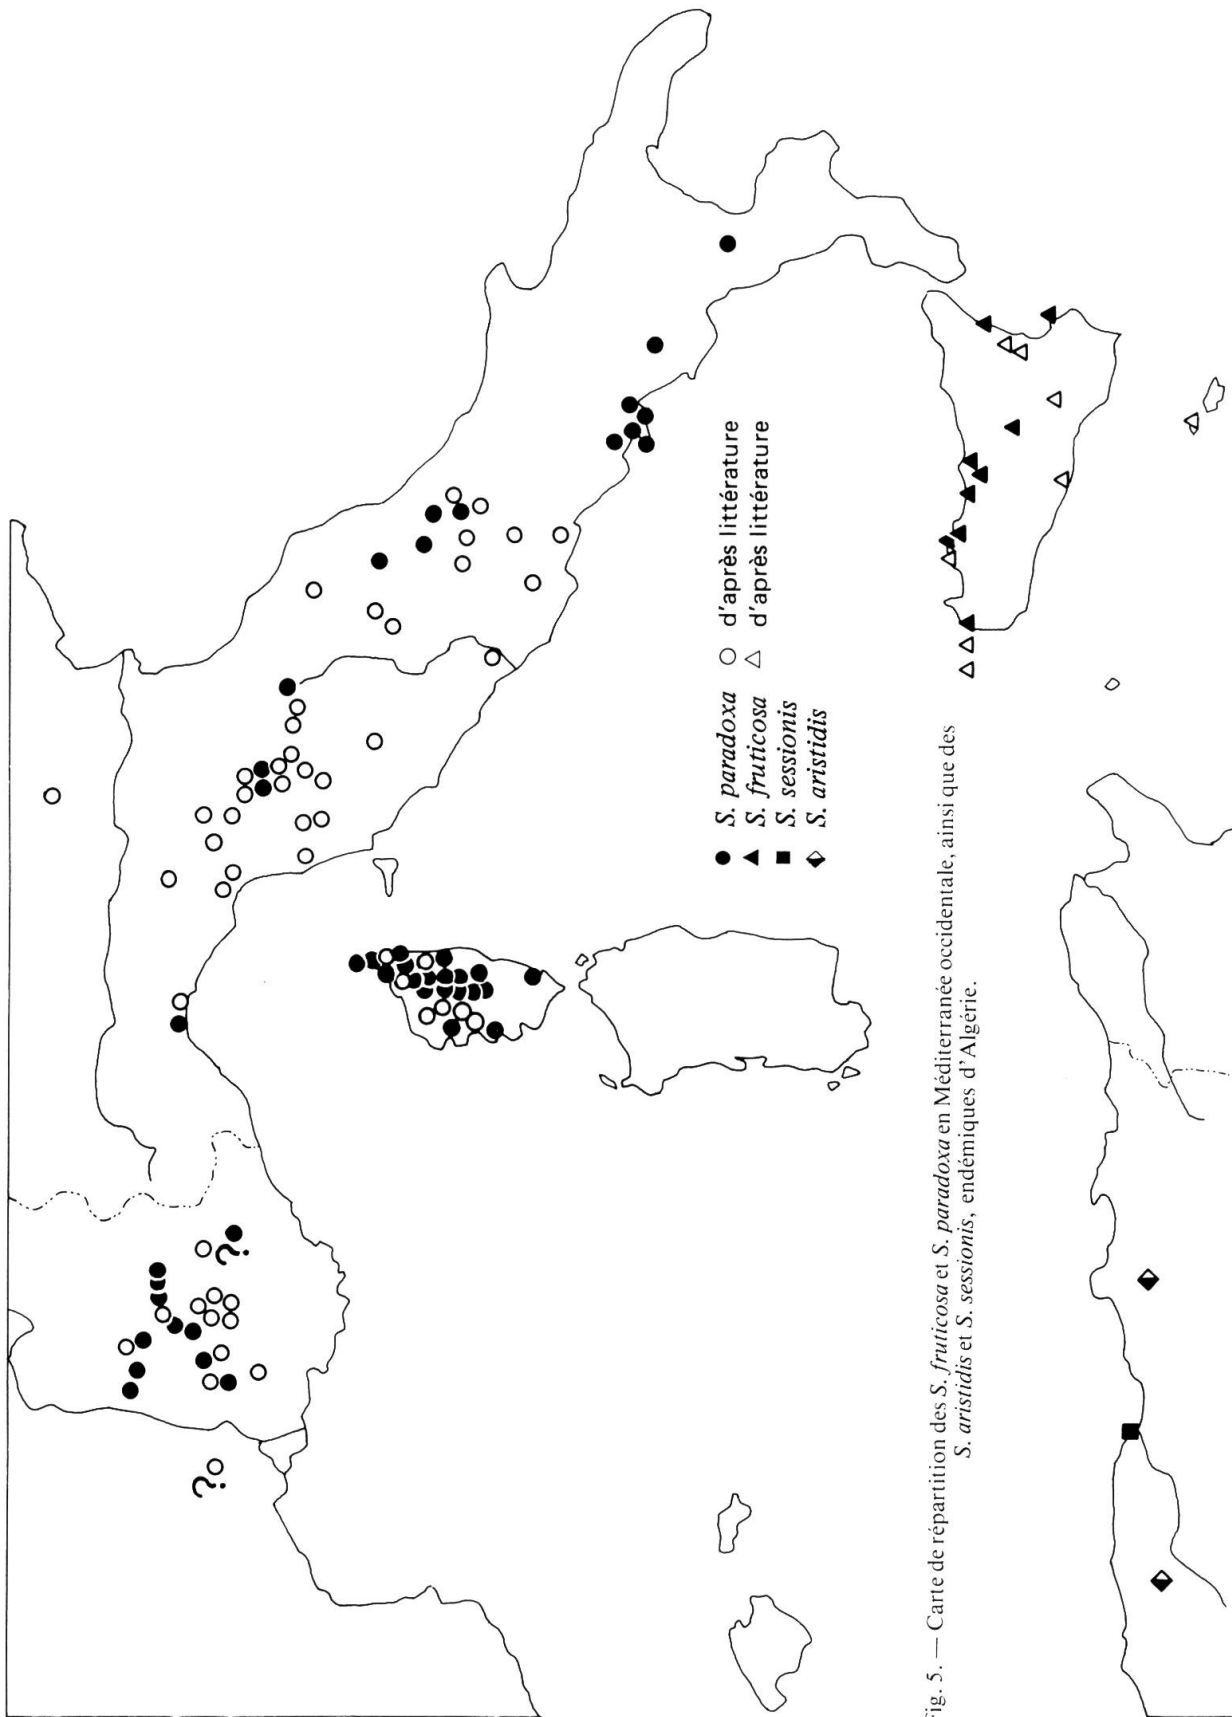 S. paradoxa d'après littérature
S. fruticosa d'après littérature
S. sessionis
S. aristidis
?
?
ig. 5. — Carte de répartition des S. fruticosa et S. paradoxa en Méditerranée occidentale, ainsi que des
S. aristidis et S. sessionis, endémiques d'Algérie.